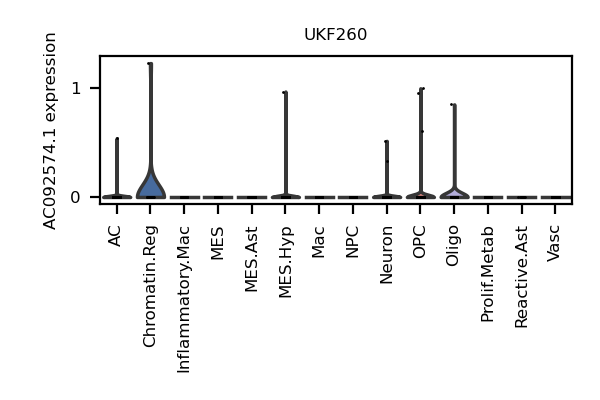 UKF260
AC092574.1 expression
1
0
AC
Chromatin.Reg
Inflammatory.Mac
MES
MES.Ast
MES.Hyp
Mac
NPC
Neuron
OPC
Oligo
Prolif.Metab
Reactive.Ast
Vasc